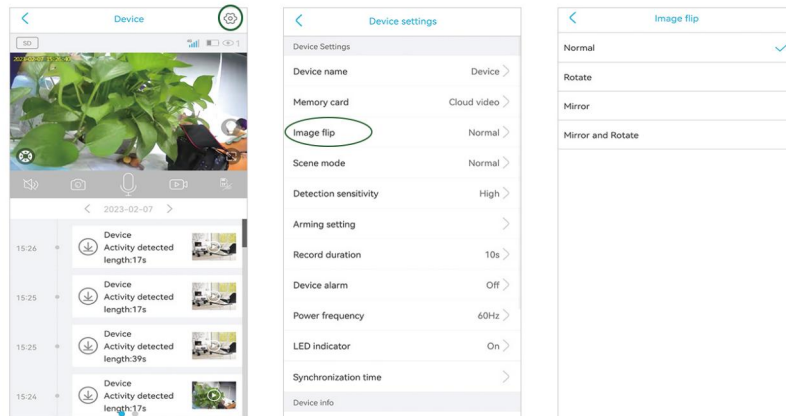 Device
SD
4G
1
1
2023-02-07
15:26
Device
Activity detected
length:17s
15:25
Device
Activity detected
length:17s
15:25
Device
Activity detected
length:39s
15:24
Device
Activity detected
length:17s
Device settings
Device Settings
Device name
Device
Memory card
Cloud video
Image flip
Normal
Scene mode
Normal
Detection sensitivity
High
Arming setting
Record duration
10s
Device alarm
Off
Power frequency
60Hz
LED indicator
On
Synchronization time
Device info
Image flip
Normal
Rotate
Mirror
Mirror and Rotate